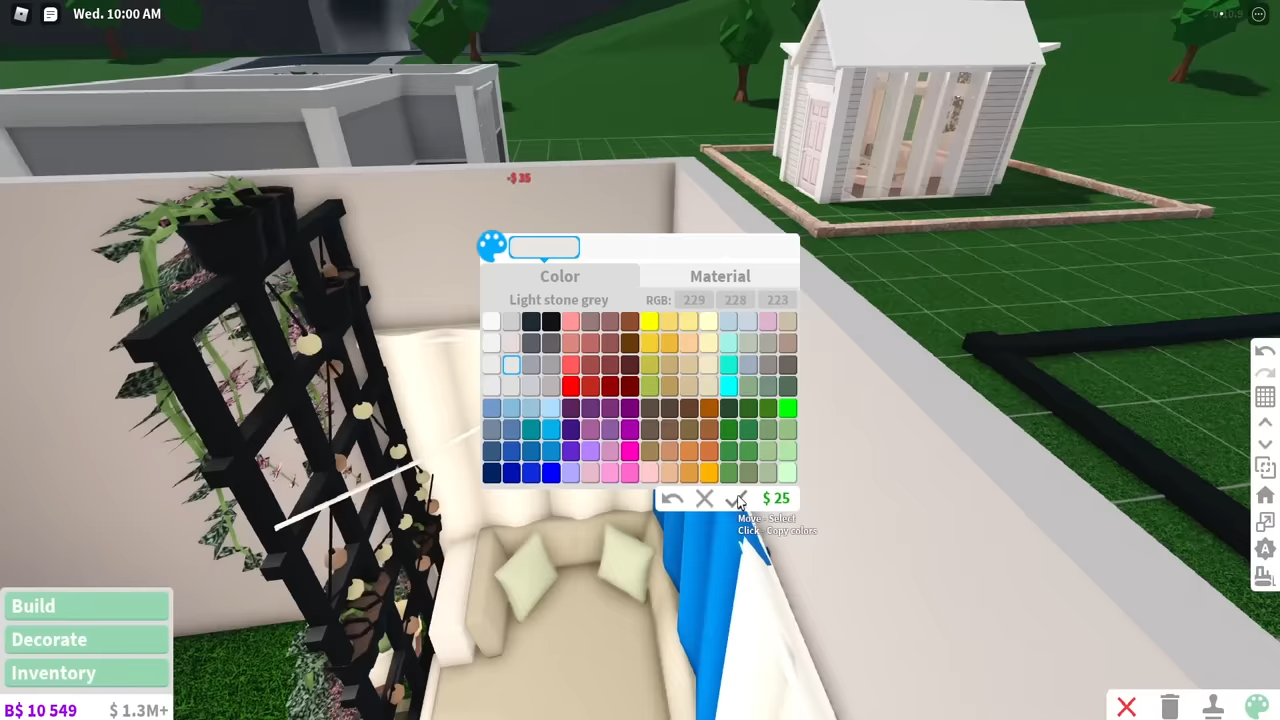 Wed. 10:00 AM
-$ 35
Color
Material
Light stone grey
RGB: 229 228 223
$ 25
Move - Select
Click - Copy colors
Build
Decorate
Inventory
B$ 10 549 $ 1.3M+